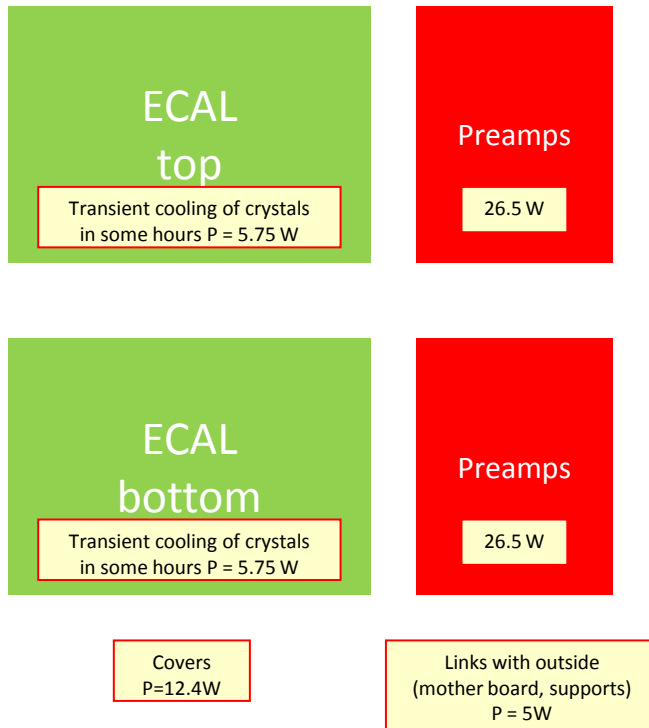 ECAL
top
Transient cooling of crystals
in some hours P = 5.75 W
Preamps
26.5 W
ECAL
bottom
Transient cooling of crystals
in some hours P = 5.75 W
Preamps
26.5 W
Covers
P=12.4W
Links with outside
(mother board, supports)
P = 5W